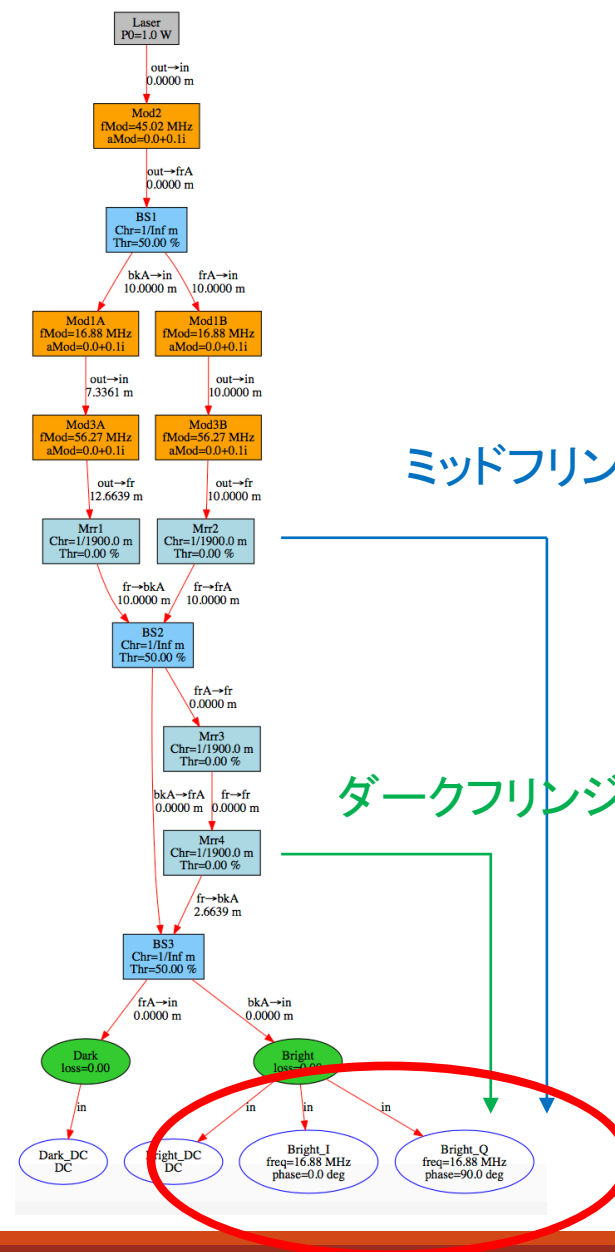 Laser
P0=1.0 W
out→in
0.0000 m
Mod2
fMod=45.02 MHz
aMod=0.0+0.1i
out→frA
0.0000 m
BS1
Chr=1/Inf m
Thr=50.00 %
bkA→in
10.0000 m
frA→in
10.0000 m
Mod1A
fMod=16.88 MHz
aMod=0.0+0.1i
Mod1B
fMod=16.88 MHz
aMod=0.0+0.1i
out→in
7.3361 m
out→in
10.0000 m
Mod3A
fMod=56.27 MHz
aMod=0.0+0.1i
Mod3B
fMod=56.27 MHz
aMod=0.0+0.1i
ミッドフリン
out→fr
12.6639 m
out→fr
10.0000 m
Mrr1
Chr=1/1900.0 m
Thr=0.00 %
Mrr2
Chr=1/1900.0 m
Thr=0.00 %
fr→bkA
10.0000 m
fr→frA
10.0000 m
BS2
Chr=1/Inf m
Thr=50.00 %
frA→fr
0.0000 m
Mrr3
Chr=1/1900.0 m
Thr=0.00 %
bkA→frA
0.0000 m
fr→fr
0.0000 m
ダークフリンジ
Mrr4
Chr=1/1900.0 m
Thr=0.00 %
fr→bkA
2.6639 m
BS3
Chr=1/Inf m
Thr=50.00 %
frA→in
0.0000 m
bkA→in
0.0000 m
Dark
loss=0.00
Bright
loss=0.00
in
in
in
in
Dark_DC
DC
Bright_DC
DC
Bright_I
freq=16.88 MHz
phase=0.0 deg
Bright_Q
freq=16.88 MHz
phase=90.0 deg